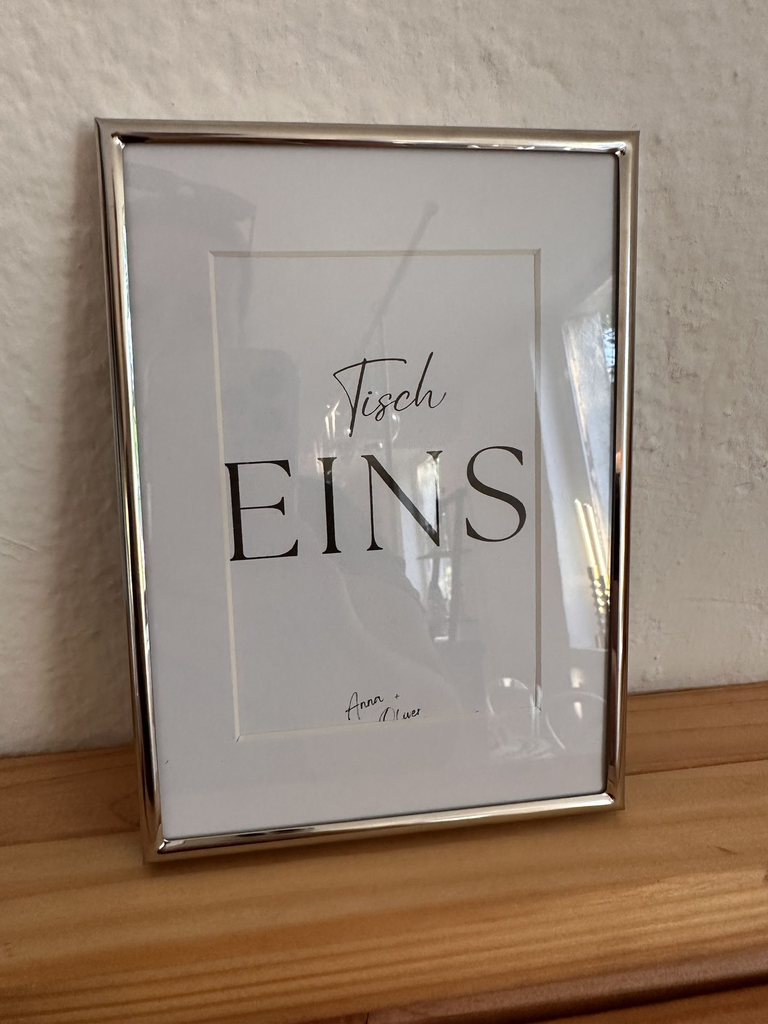 Tisch
EINS
Anna +
Oliver